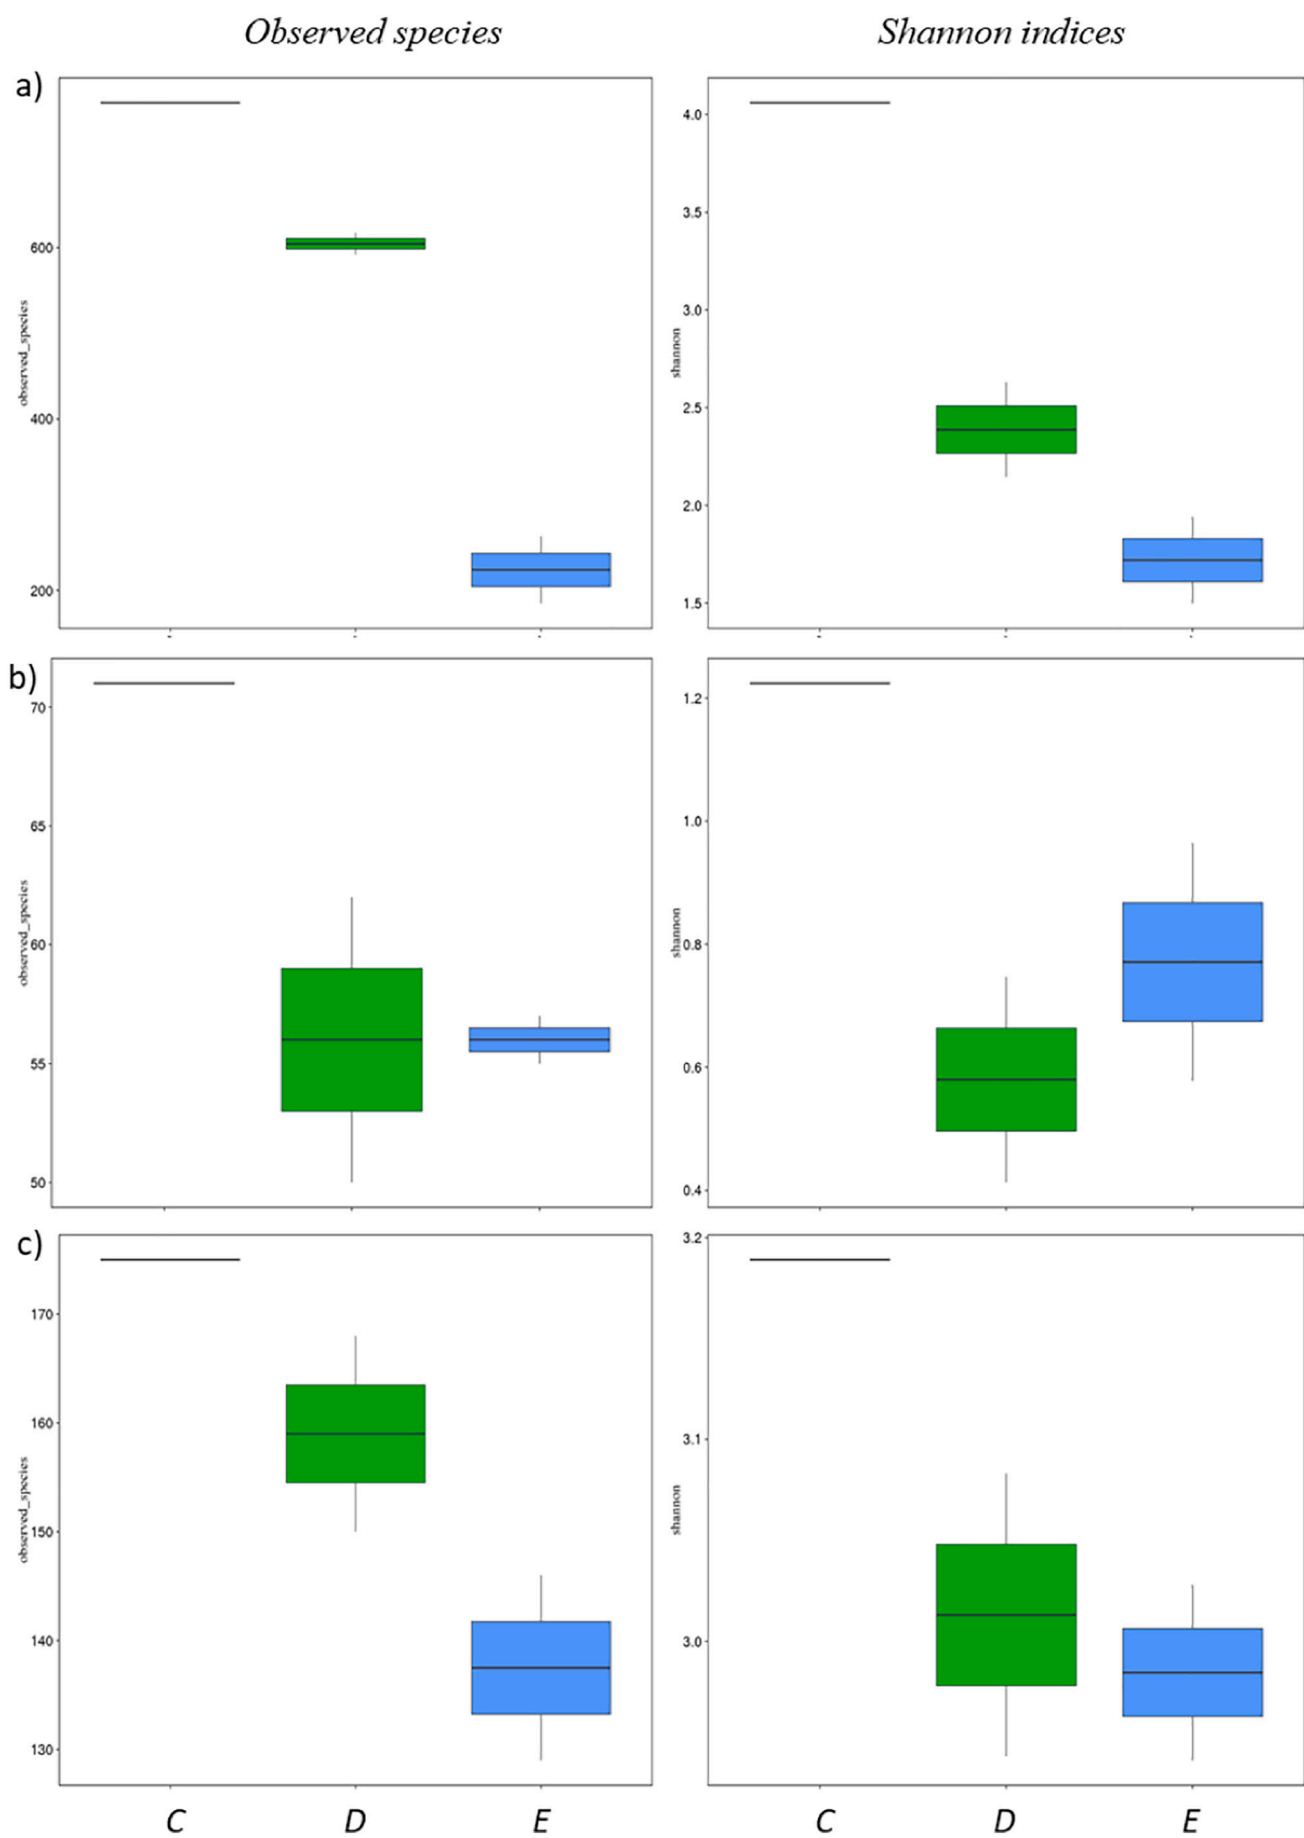 Observed species
Shannon indices
a)
600
400
200
observed_species
4.0
3.5
3.0
2.5
2.0
1.5
shannon
b)
70
65
60
55
50
observed_species
1.2
1.0
0.8
0.6
0.4
shannon
c)
170
160
150
140
130
observed_species
3.2
3.1
3.0
shannon
C D E
C D E